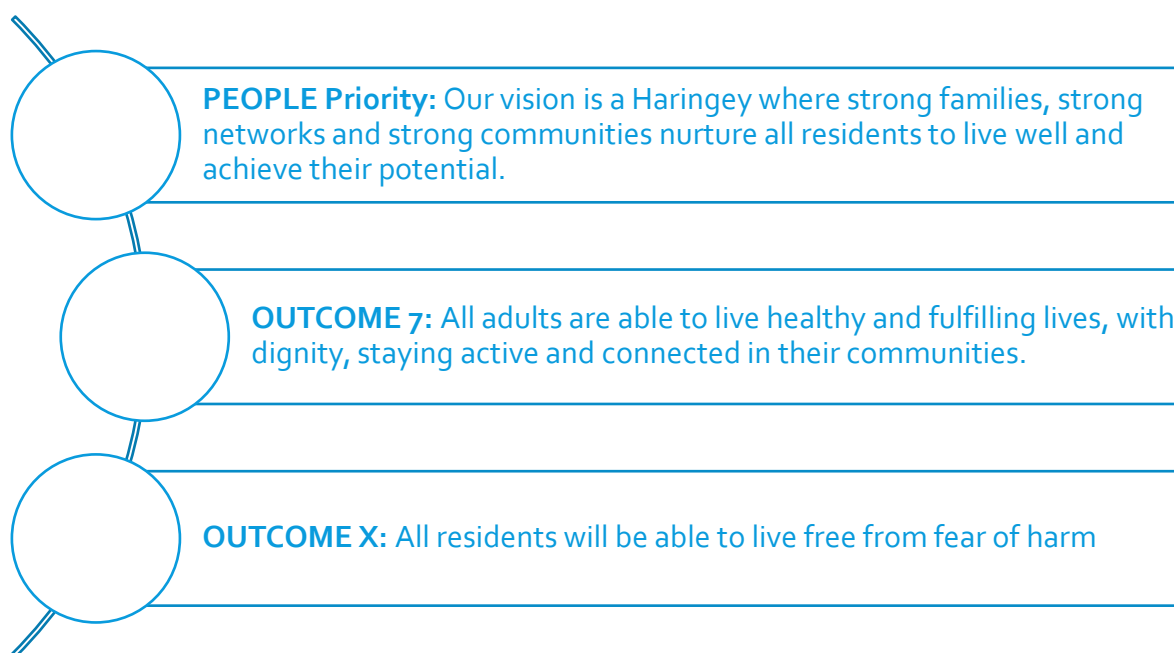 PEOPLE Priority: Our vision is a Haringey where strong families, strong
networks and strong communities nurture all residents to live well and
achieve their potential.
OUTCOME 7: All adults are able to live healthy and fulfilling lives, with
dignity, staying active and connected in their communities.
OUTCOME X: All residents will be able to live free from fear of harm